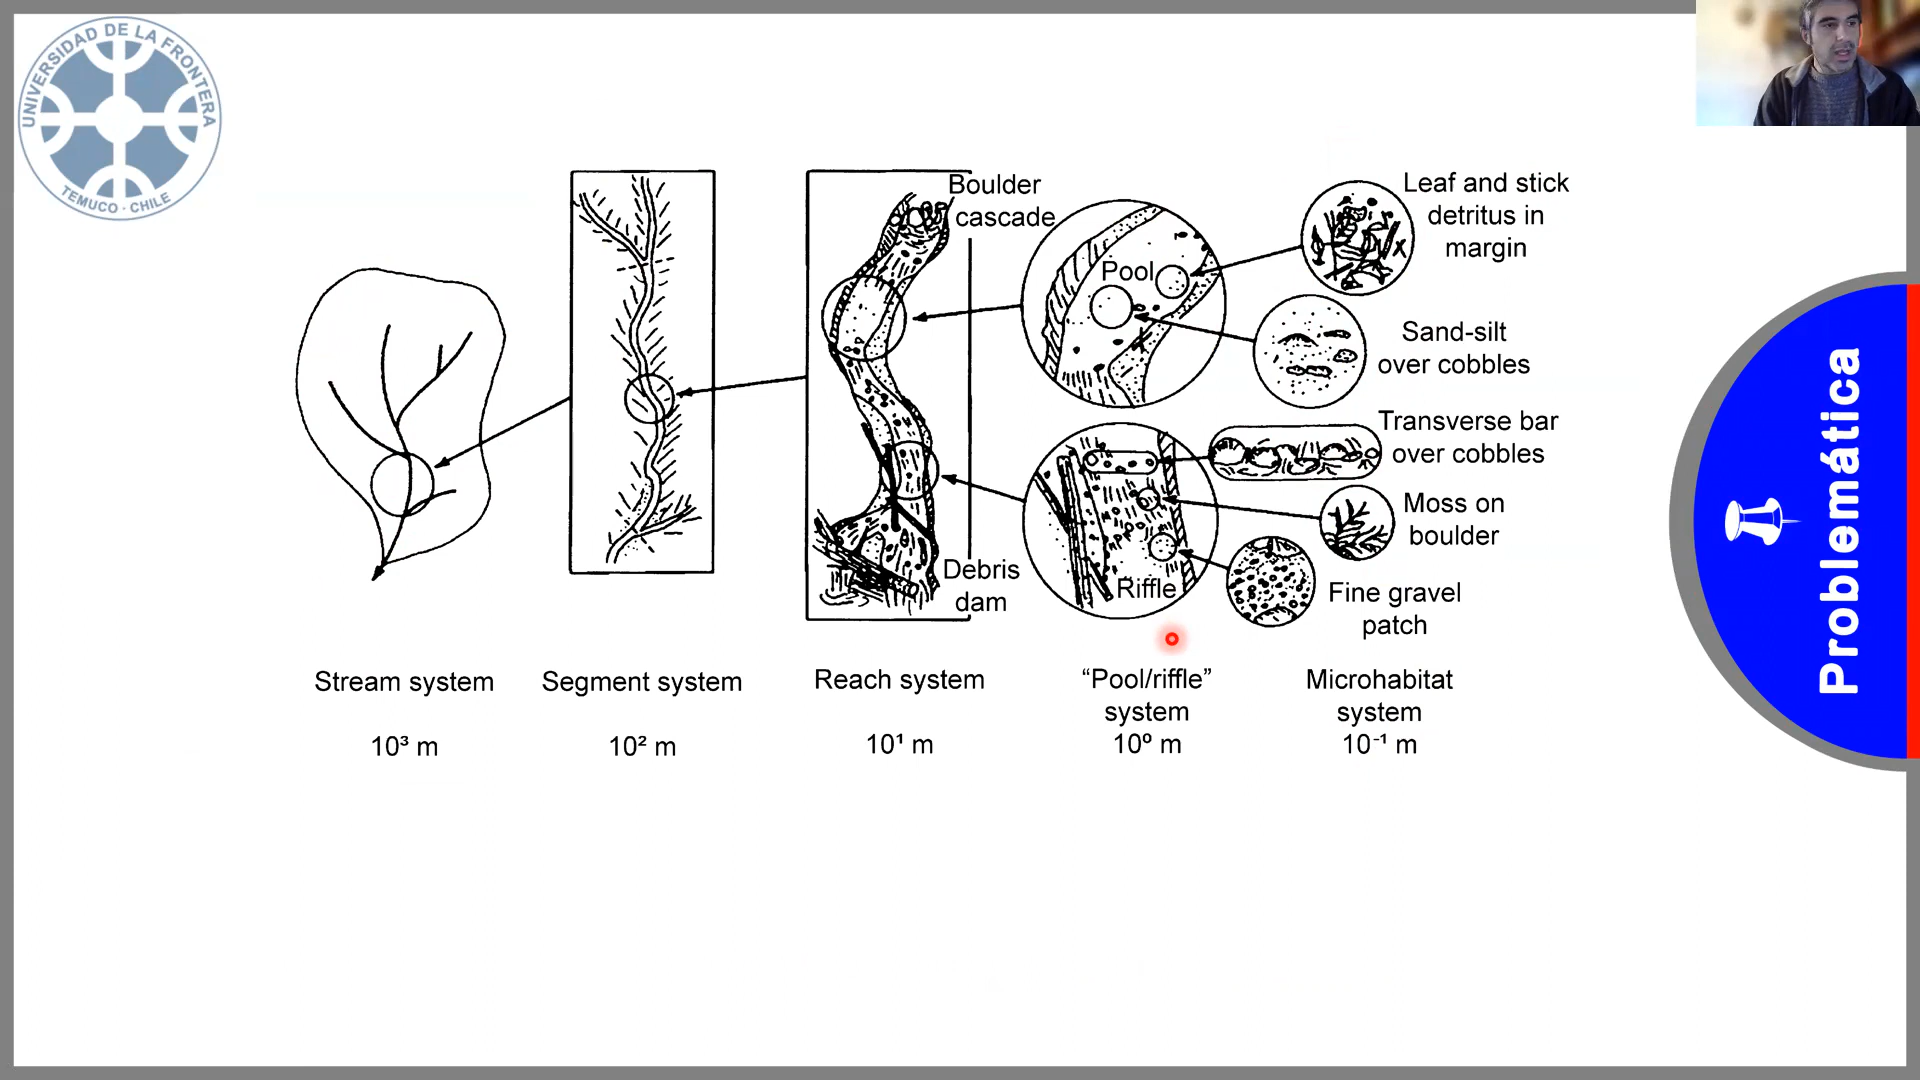 UNIVERSIDAD DE LA FRONTERA
TEMUCO · CHILE
Boulder
cascade
Pool
Leaf and stick
detritus in
margin
Sand-silt
over cobbles
Transverse bar
over cobbles
Moss on
boulder
Riffle
Debris
dam
Fine gravel
patch
Stream system
10³ m
Segment system
10² m
Reach system
10¹ m
“Pool/riffle”
system
10⁰ m
Microhabitat
system
10⁻¹ m
Problemática